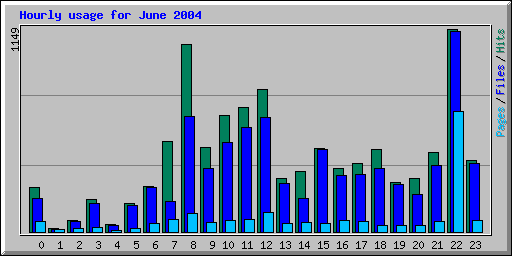 Hourly usage for June 2004
1149
Pages/Files/Hits
0 1 2 3 4 5 6 7 8 9 10 11 12 13 14 15 16 17 18 19 20 21 22 23